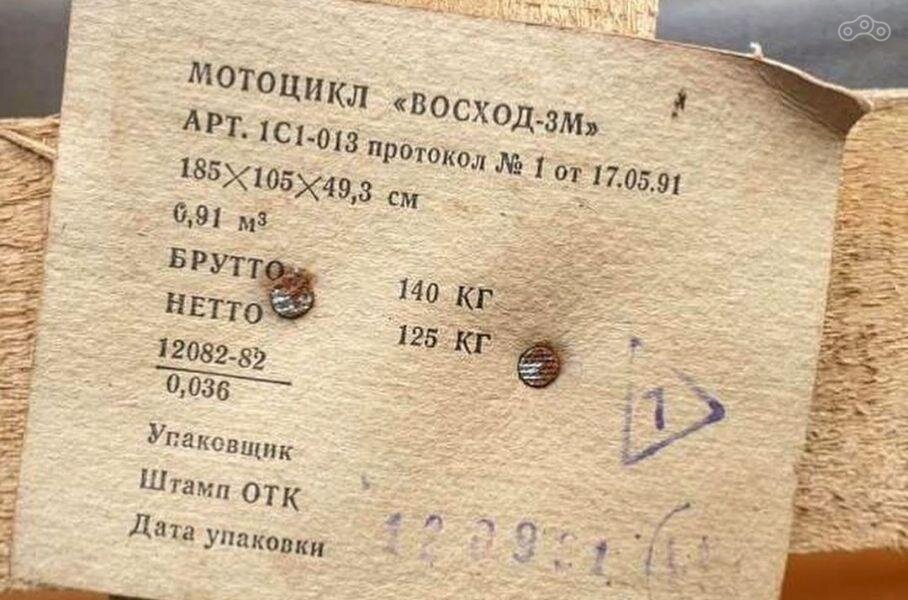 МОТОЦИКЛ «ВОСХОД-3М»
АРТ. 1С1-013 протокол № 1 от 17.05.91
185×105×49,3 см
0,91 м³
БРУТТО 140 КГ
НЕТТО 125 КГ
12082-82
0,036
1
Упаковщик
Штамп ОТК
Дата упаковки